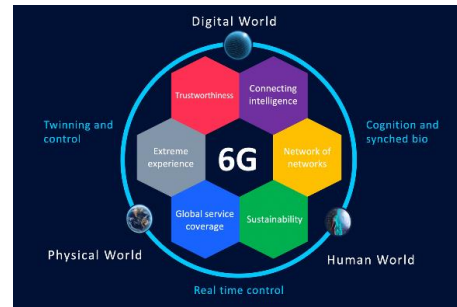 Digital World
Trustworthiness
Connecting
intelligence
Twinning and
control
Cognition and
synched bio
Extreme
experience
6G
Network of
networks
Global service
coverage
Sustainability
Physical World
Human World
Real time control